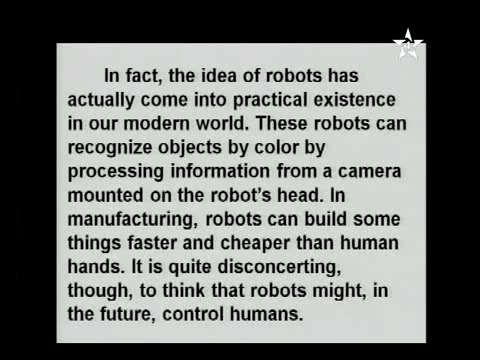 In fact, the idea of robots has
actually come into practical existence
in our modern world. These robots can
recognize objects by color by
processing information from a camera
mounted on the robot's head. In
manufacturing, robots can build some
things faster and cheaper than human
hands. It is quite disconcerting,
though, to think that robots might, in
the future, control humans.